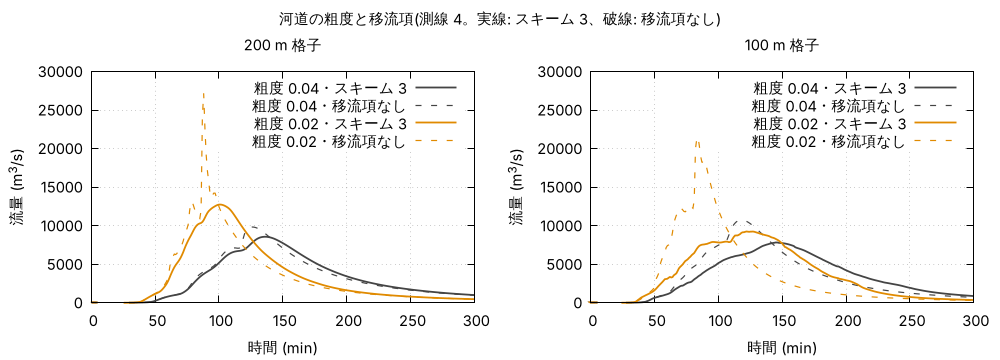 河道の粗度と移流項(測線 4。実線: スキーム 3、破線: 移流項なし)
200 m 格子
30000
25000
20000
15000
10000
5000
0
流量 (m³/s)
粗度 0.04・スキーム 3
粗度 0.04・移流項なし
粗度 0.02・スキーム 3
粗度 0.02・移流項なし
0 50 100 150 200 250 300
時間 (min)
100 m 格子
30000
25000
20000
15000
10000
5000
0
流量 (m³/s)
粗度 0.04・スキーム 3
粗度 0.04・移流項なし
粗度 0.02・スキーム 3
粗度 0.02・移流項なし
0 50 100 150 200 250 300
時間 (min)